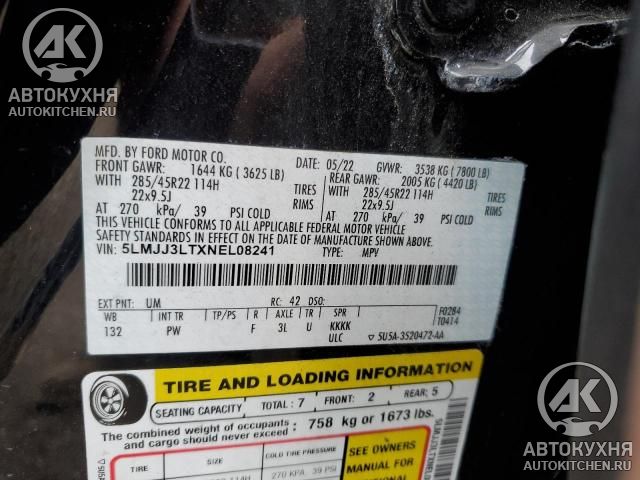 АК
АВТОКУХНЯ
AUTOKITCHEN.RU
MFD. BY FORD MOTOR CO.
05/22 GVWR: 3538 KG ( 7800 LB)
FRONT GAWR: 1644 KG ( 3625 LB)
REAR GAWR: 2005 KG ( 4420 LB)
WITH 285/45R22 114H TIRES
22x9.5J RIMS
285/45R22 114H TIRES
22x9.5J RIMS
AT 270 kPa/ 39 PSI COLD
AT 270 kPa/ 39 PSI COLD
THIS VEHICLE CONFORMS TO ALL APPLICABLE FEDERAL MOTOR VEHICLE
SAFETY STANDARDS IN EFFECT ON THE DATE OF MANUFACTURE SHOWN ABOVE.
VIN: 5LMJJ3LTXNEL08241 TYPE: MPV
EXT PNT: UM RC: 42 DSO:
WB INT TR TP/PS R AXLE TR SPR
132 PW F 3L U KKKK
ULC
F0284
T0414
5U5A-3520472-AA
TIRE AND LOADING INFORMATION
SEATING CAPACITY TOTAL : 7 FRONT: 2 REAR: 5
The combined weight of occupants
and cargo should never exceed : 758 kg or 1673 lbs.
TIRE SIZE COLD TIRE PRESSURE
270 KPA 39 PSI
SEE OWNERS
MANUAL FOR
АК
АВТОКУХНЯ
AUTOKITCHEN.RU
АК
АВТОКУХНЯ
AUTOKITCHEN.RU